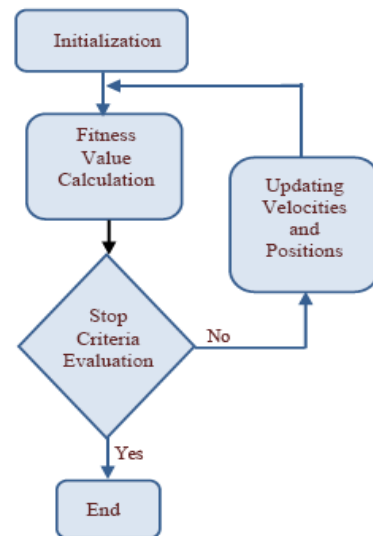 Initialization
Fitness
Value
Calculation
Updating
Velocities
and
Positions
Stop
Criteria
Evaluation
No
Yes
End